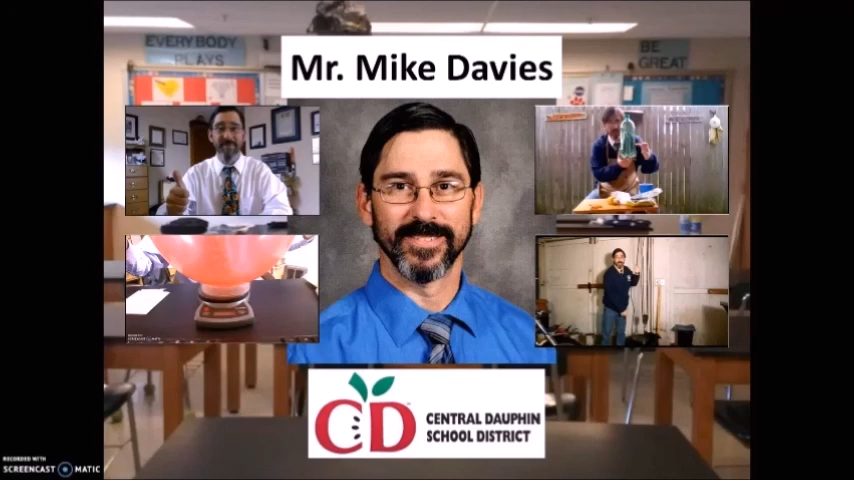 EVERYBODY
PLAYS
BE
GREAT
Mr. Mike Davies
CD
CENTRAL DAUPHIN
SCHOOL DISTRICT
RECORDED WITH
SCREENCAST MATIC